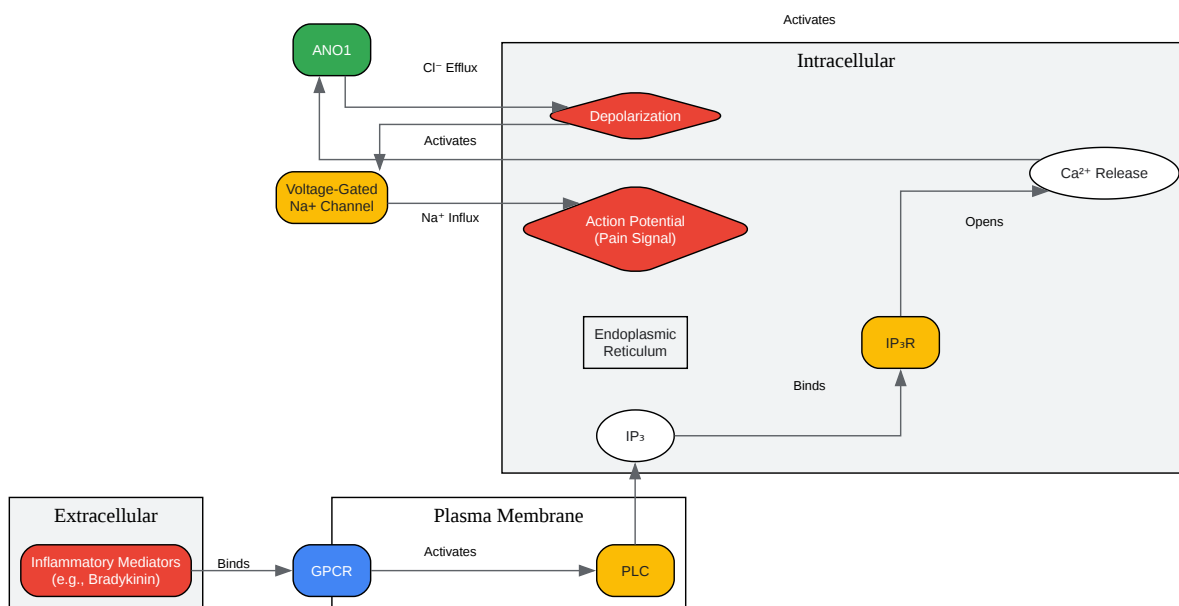 Activates
Intracellular
ANO1
Cl⁻ Efflux
Depolarization
Activates
Ca²⁺ Release
Voltage-Gated
Na+ Channel
Na⁺ Influx
Action Potential
(Pain Signal)
Opens
Endoplasmic
Reticulum
IP₃R
Binds
IP₃
Extracellular
Plasma Membrane
Inflammatory Mediators
(e.g., Bradykinin)
Binds
GPCR
Activates
PLC